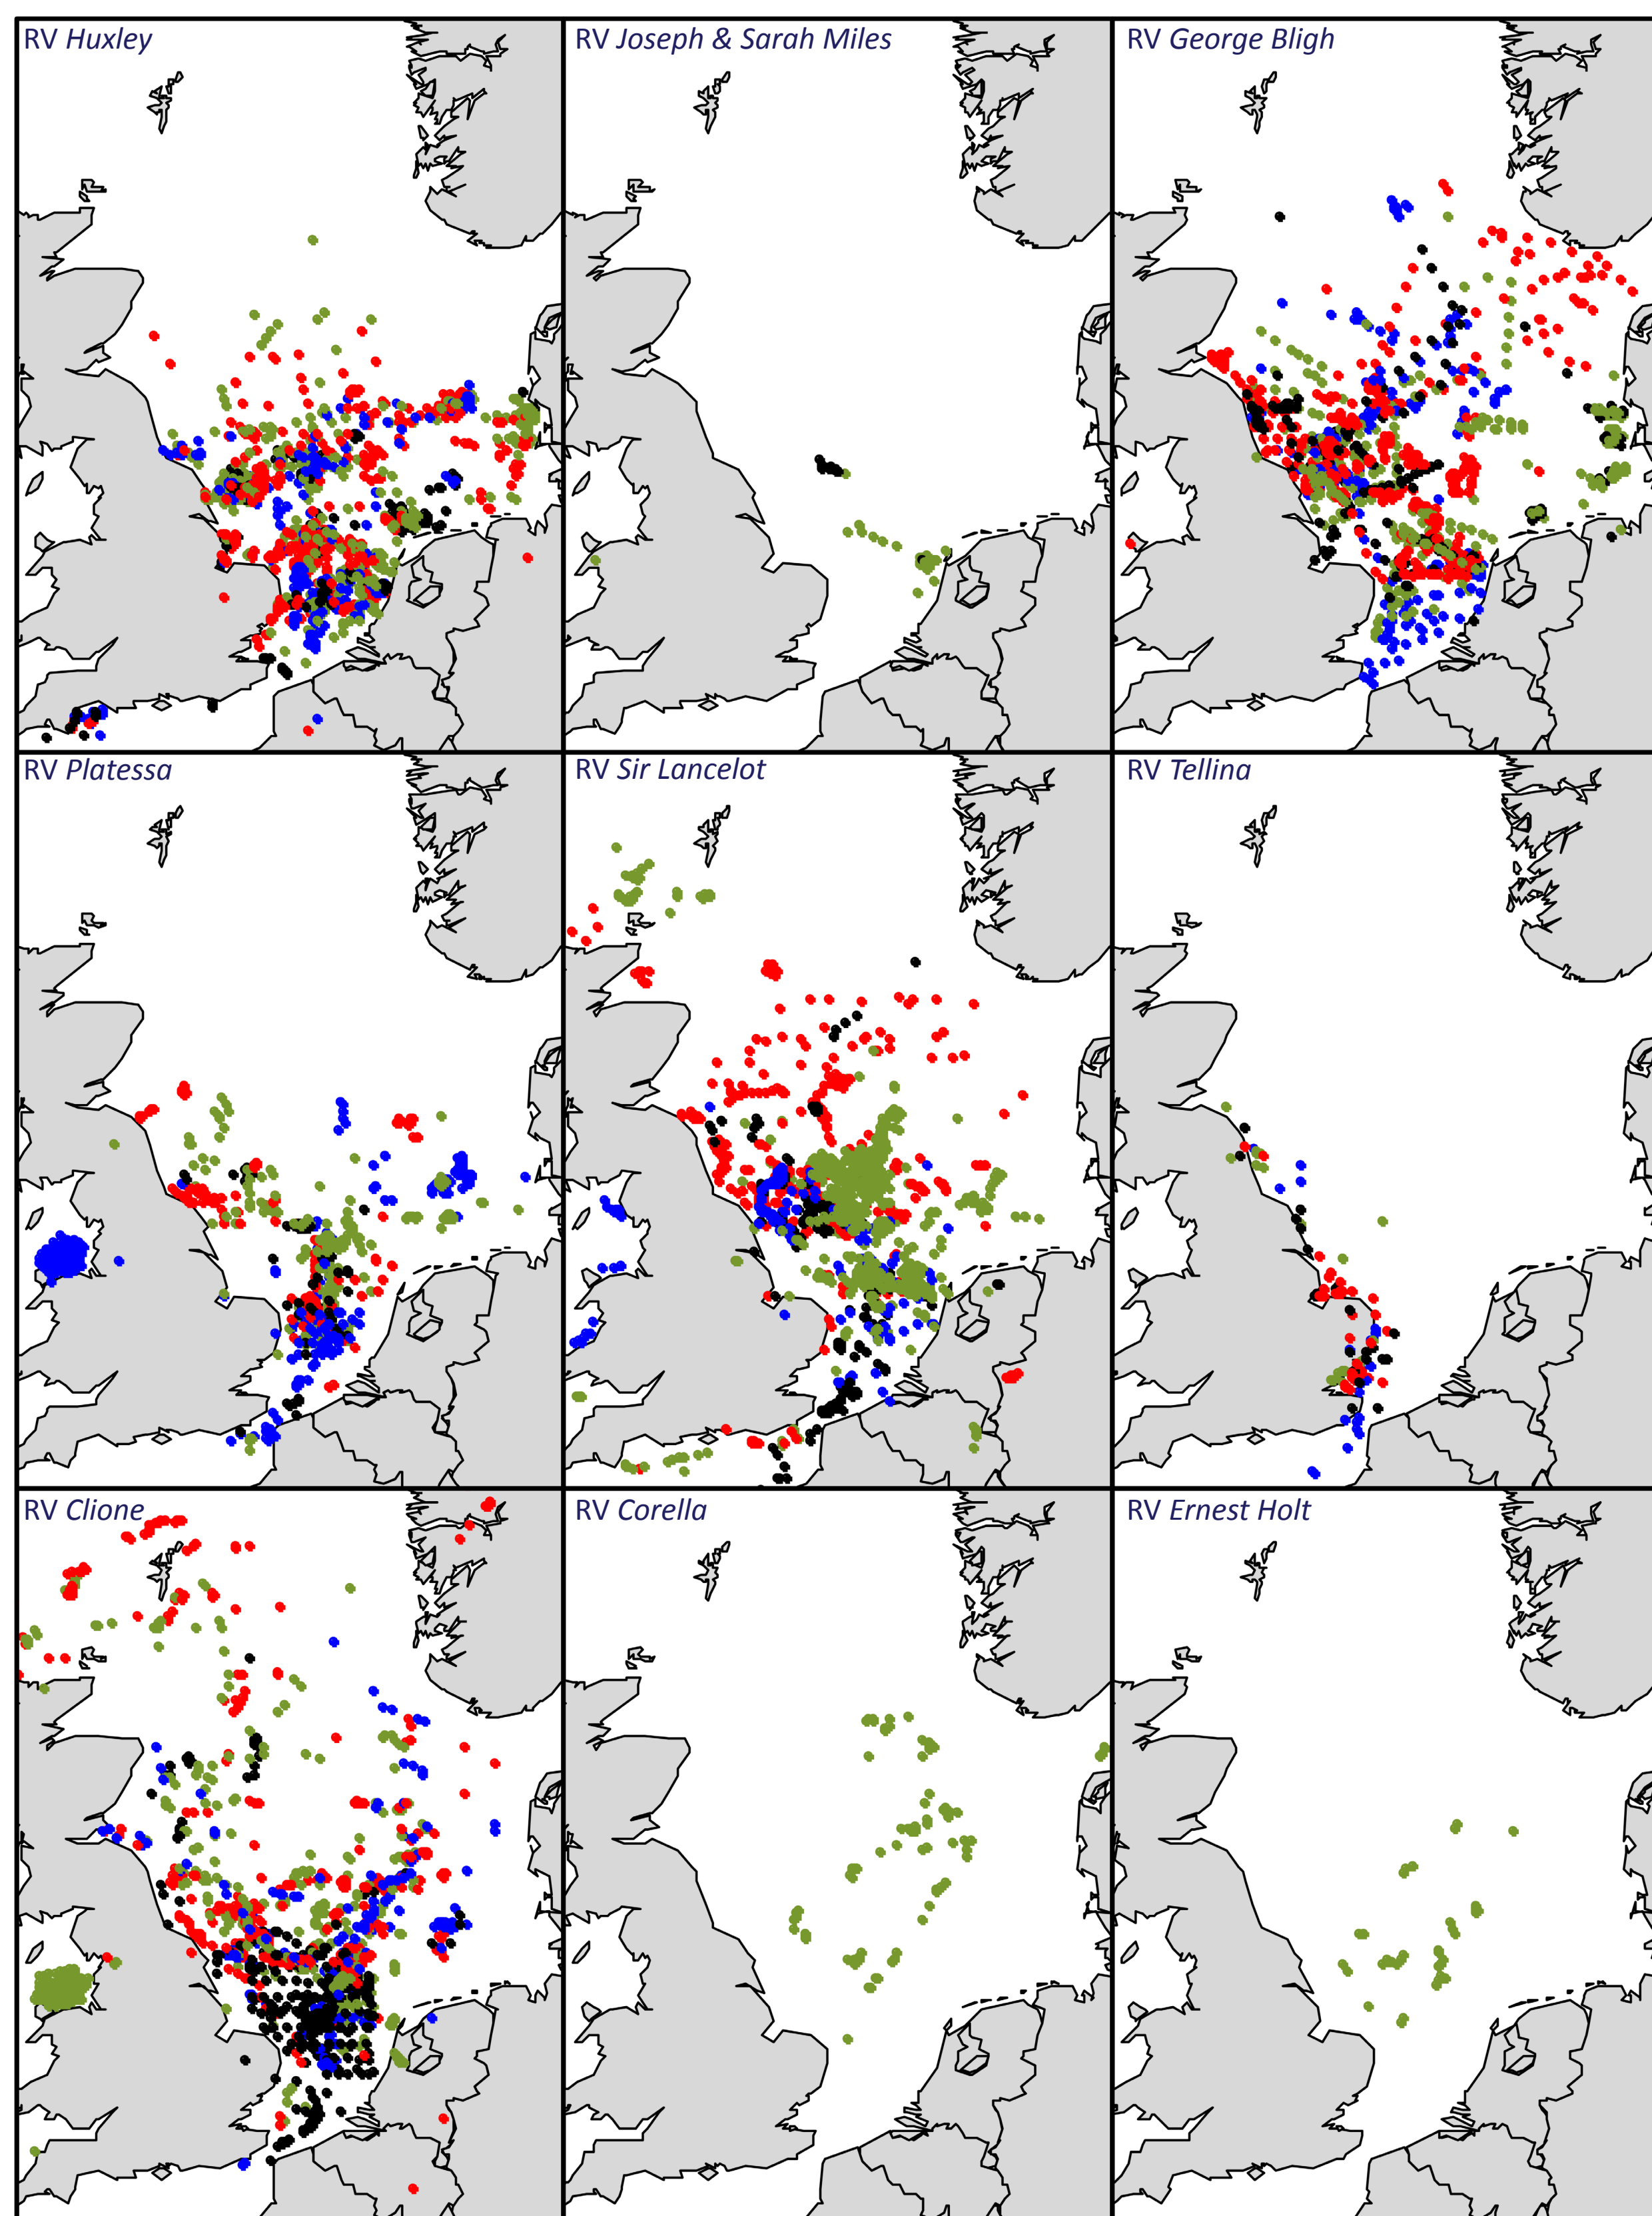 RV Huxley
RV Joseph & Sarah Miles
RV George Bligh
RV Platessa
RV Sir Lancelot
RV Tellina
RV Clione
RV Corella
RV Ernest Holt